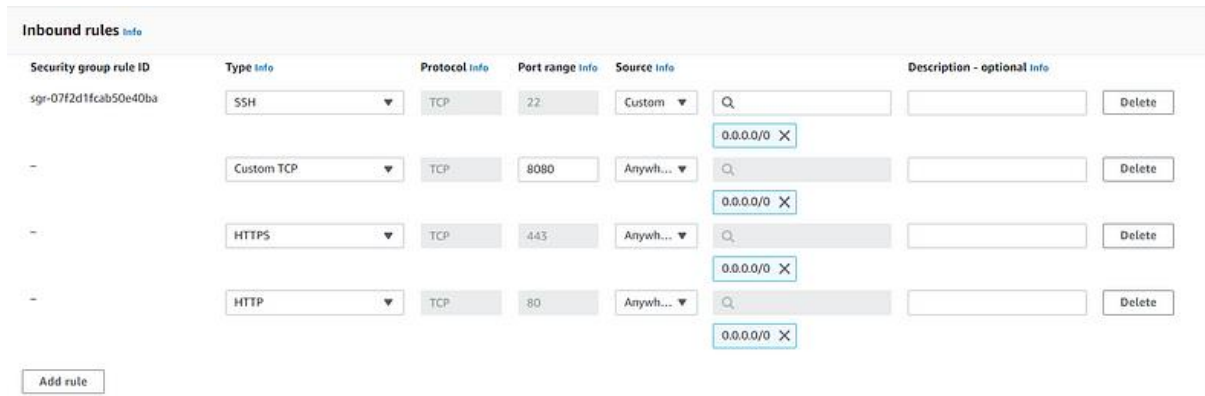 Inbound rules Info
Security group rule ID Type Info Protocol Info Port range Info Source Info Description - optional Info
sgr-07f2d1fcab50e40ba SSH TCP 22 Custom Delete
0.0.0.0/0
– Custom TCP TCP 8080 Anywh... Delete
0.0.0.0/0
– HTTPS TCP 443 Anywh... Delete
0.0.0.0/0
– HTTP TCP 80 Anywh... Delete
0.0.0.0/0
Add rule